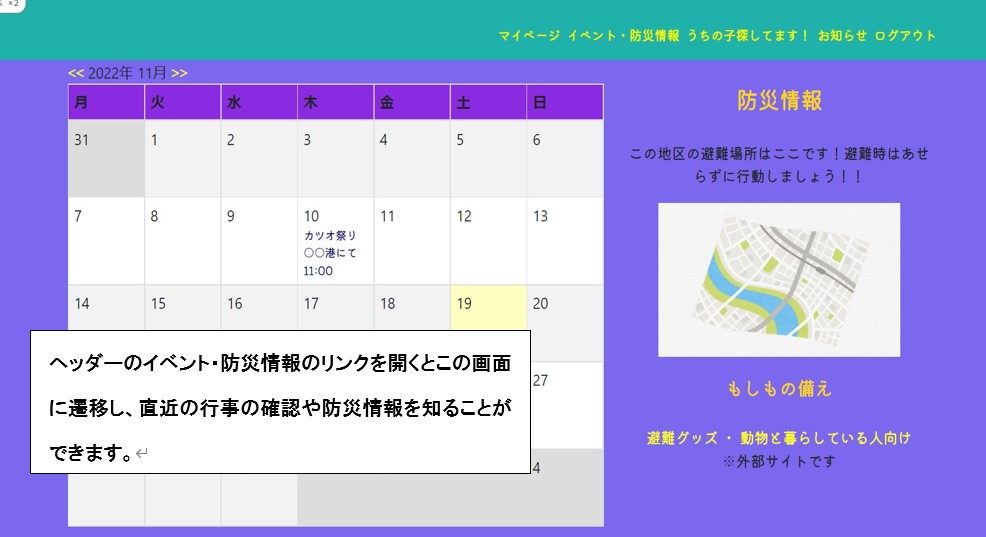 マイページ イベント・防災情報 うちの子探してます！ お知らせ ログアウト
<< 2022年 11月 >>
月 火 水 木 金 土 日
31 1 2 3 4 5 6
7 8 9 10 11 12 13
カツオ祭り
○○港にて
11:00
14 15 16 17 18 19 20
27
4
ヘッダーのイベント・防災情報のリンクを開くとこの画面
に遷移し、直近の行事の確認や防災情報を知ることが
できます。
防災情報
この地区の避難場所はここです！避難時はあせ
らずに行動しましょう！！
もしもの備え
避難グッズ ・ 動物と暮らしている人向け
※外部サイトです